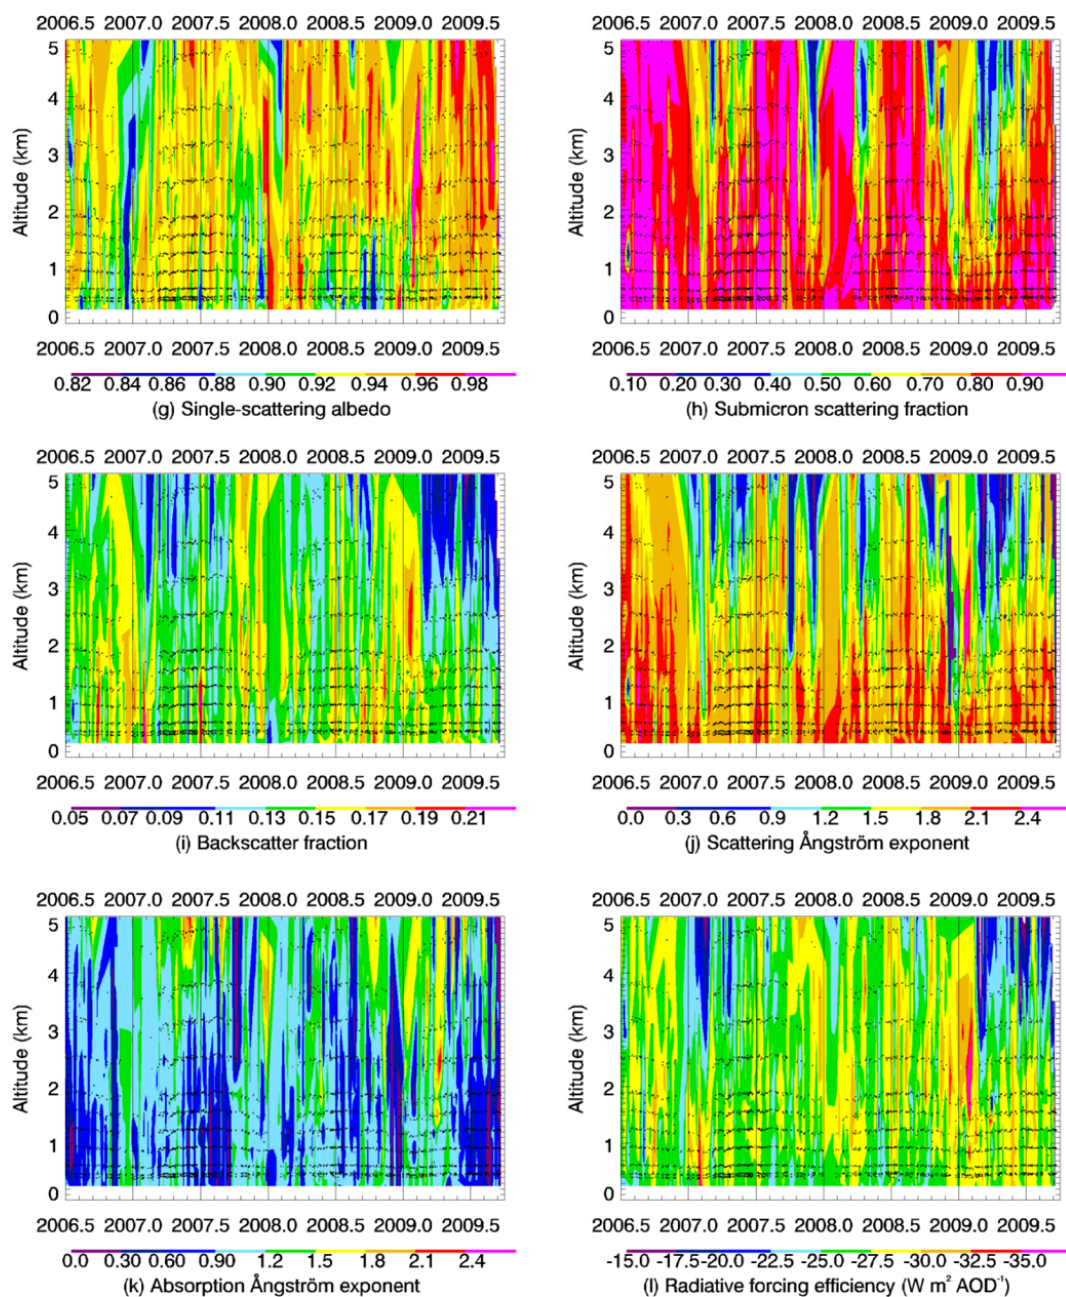 2006.5 2007.0 2007.5 2008.0 2008.5 2009.0 2009.5
5
4
3
2
1
0
Altitude (km)
2006.5 2007.0 2007.5 2008.0 2008.5 2009.0 2009.5
0.82 0.84 0.86 0.88 0.90 0.92 0.94 0.96 0.98
(g) Single-scattering albedo
2006.5 2007.0 2007.5 2008.0 2008.5 2009.0 2009.5
5
4
3
2
1
0
Altitude (km)
2006.5 2007.0 2007.5 2008.0 2008.5 2009.0 2009.5
0.10 0.20 0.30 0.40 0.50 0.60 0.70 0.80 0.90
(h) Submicron scattering fraction
2006.5 2007.0 2007.5 2008.0 2008.5 2009.0 2009.5
5
4
3
2
1
0
Altitude (km)
2006.5 2007.0 2007.5 2008.0 2008.5 2009.0 2009.5
0.05 0.07 0.09 0.11 0.13 0.15 0.17 0.19 0.21
(i) Backscatter fraction
2006.5 2007.0 2007.5 2008.0 2008.5 2009.0 2009.5
5
4
3
2
1
0
Altitude (km)
2006.5 2007.0 2007.5 2008.0 2008.5 2009.0 2009.5
0.0 0.3 0.6 0.9 1.2 1.5 1.8 2.1 2.4
(j) Scattering Ångström exponent
2006.5 2007.0 2007.5 2008.0 2008.5 2009.0 2009.5
5
4
3
2
1
0
Altitude (km)
2006.5 2007.0 2007.5 2008.0 2008.5 2009.0 2009.5
0.0 0.30 0.60 0.90 1.2 1.5 1.8 2.1 2.4
(k) Absorption Ångström exponent
2006.5 2007.0 2007.5 2008.0 2008.5 2009.0 2009.5
5
4
3
2
1
0
Altitude (km)
2006.5 2007.0 2007.5 2008.0 2008.5 2009.0 2009.5
-15.0 -17.5 -20.0 -22.5 -25.0 -27.5 -30.0 -32.5 -35.0
(l) Radiative forcing efficiency (W m² AOD⁻¹)